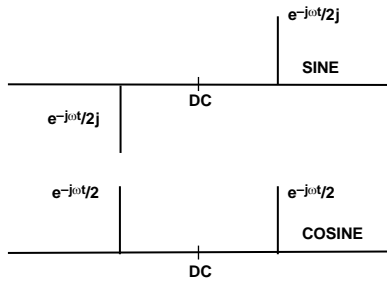 e–jωt/2j
SINE
DC
e–jωt/2j
e–jωt/2
e–jωt/2
COSINE
DC